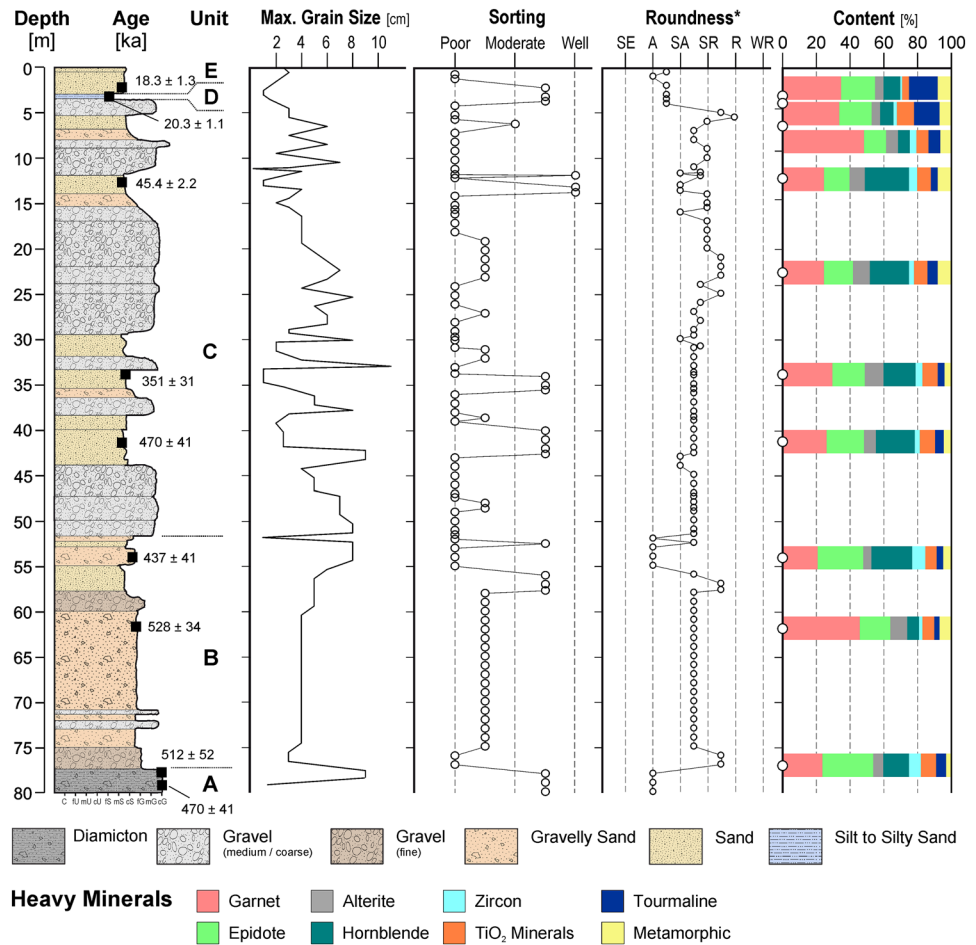 Depth Age Unit Max. Grain Size [cm] Sorting Roundness* Content [%]
[m] [ka] 2 4 6 8 10 Poor Moderate Well SE A SA SR R WR 0 20 40 60 80 100
0
5
10
15
20
25
30
35
40
45
50
55
60
65
70
75
80
18.3 ± 1.3 E
D
20.3 ± 1.1
45.4 ± 2.2
C
351 ± 31
470 ± 41
437 ± 41
528 ± 34
B
512 ± 52
A
470 ± 41
C fU mU cU fS mS cS fG mG cG
Diamicton Gravel Gravel Gravelly Sand Sand Silt to Silty Sand
(medium / coarse) (fine)
Heavy Minerals Garnet Alterite Zircon Tourmaline
Epidote Hornblende TiO₂ Minerals Metamorphic